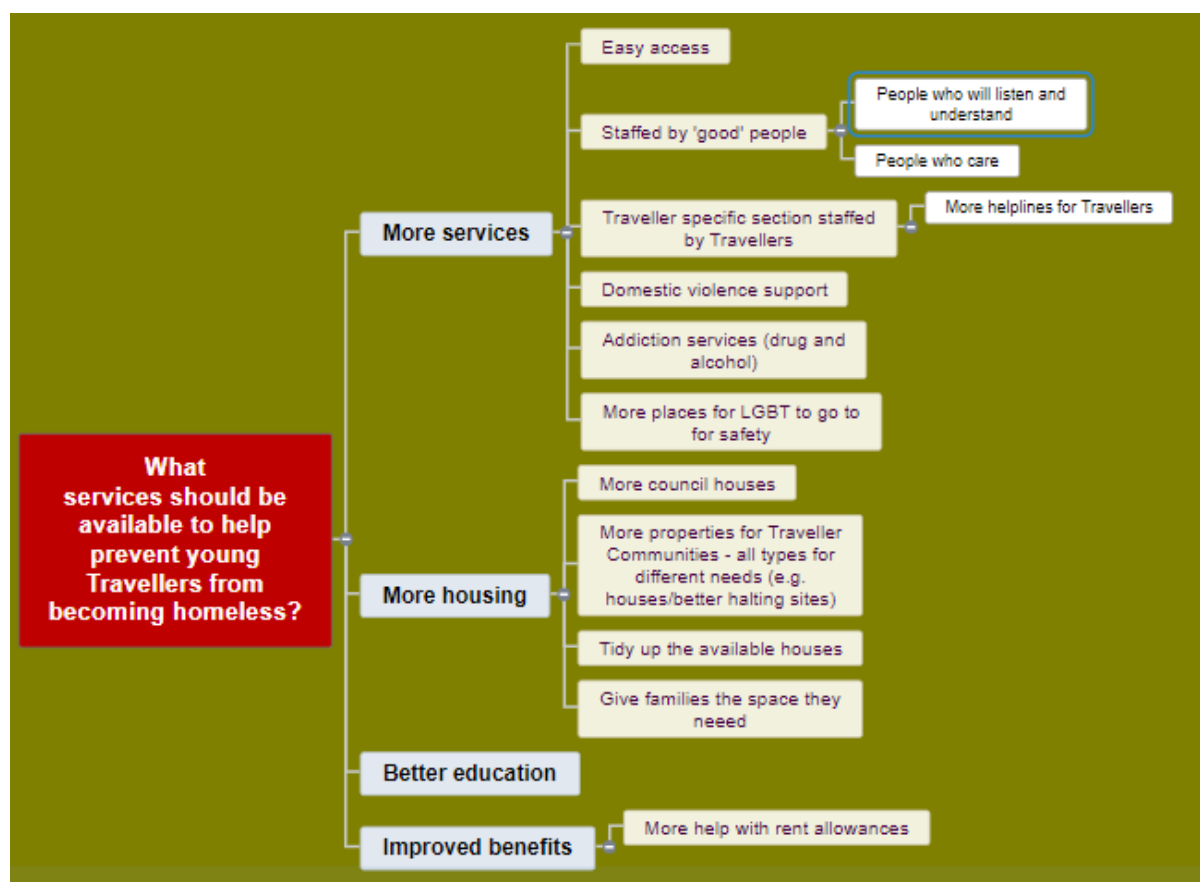 What
services should be
available to help
prevent young
Travellers from
becoming homeless?
More services
Easy access
Staffed by 'good' people
People who will listen and
understand
People who care
Traveller specific section staffed
by Travellers
More helplines for Travellers
Domestic violence support
Addiction services (drug and
alcohol)
More places for LGBT to go to
for safety
More housing
More council houses
More properties for Traveller
Communities - all types for
different needs (e.g.
houses/better halting sites)
Tidy up the available houses
Give families the space they
neeed
Better education
Improved benefits
More help with rent allowances